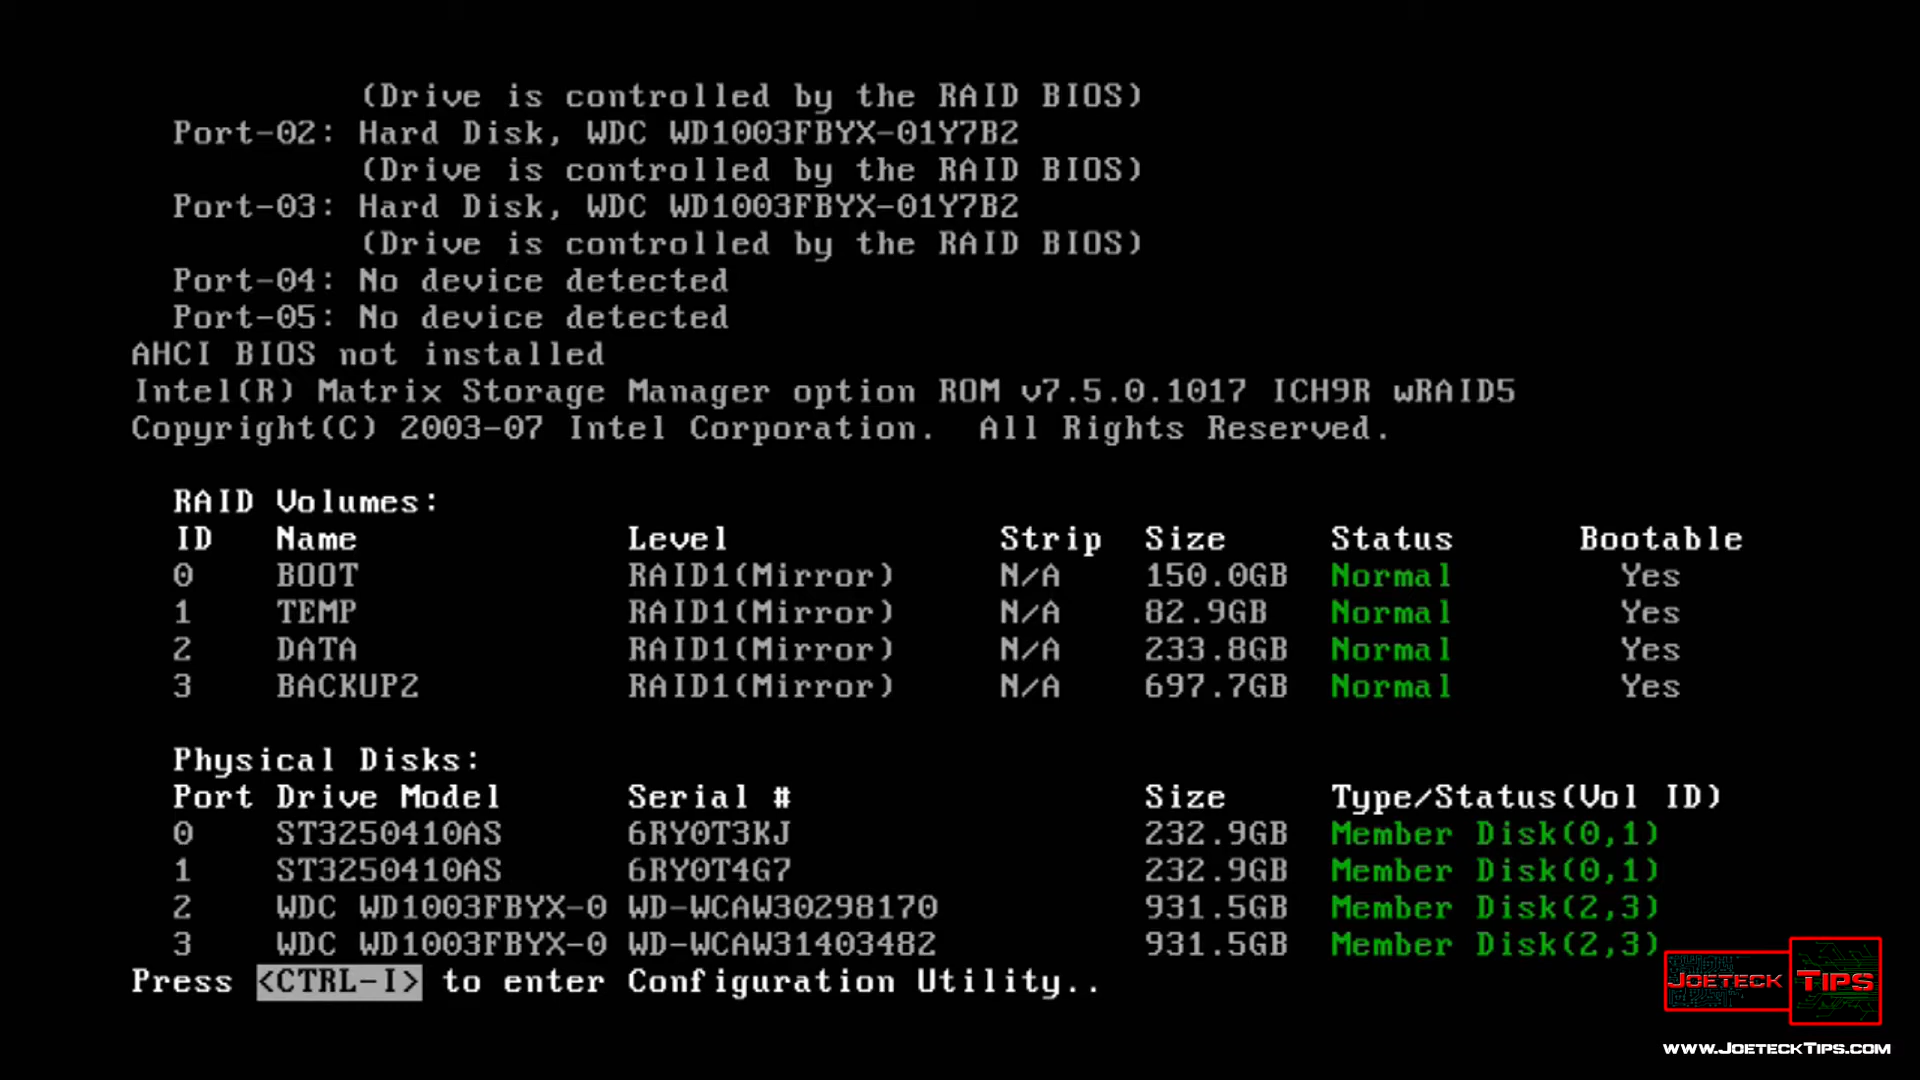 (Drive is controlled by the RAID BIOS)
Port-02: Hard Disk, WDC WD1003FBYX-01Y7B2
(Drive is controlled by the RAID BIOS)
Port-03: Hard Disk, WDC WD1003FBYX-01Y7B2
(Drive is controlled by the RAID BIOS)
Port-04: No device detected
Port-05: No device detected
AHCI BIOS not installed
Intel(R) Matrix Storage Manager option ROM v7.5.0.1017 ICH9R wRAID5
Copyright(C) 2003-07 Intel Corporation.  All Rights Reserved.
RAID Volumes:
ID Name Level Strip Size Status Bootable
0 BOOT RAID1(Mirror) N/A 150.0GB Normal Yes
1 TEMP RAID1(Mirror) N/A 82.9GB Normal Yes
2 DATA RAID1(Mirror) N/A 233.8GB Normal Yes
3 BACKUP2 RAID1(Mirror) N/A 697.7GB Normal Yes
Physical Disks:
Port Drive Model Serial # Size Type/Status(Vol ID)
0 ST3250410AS 6RY0T3KJ 232.9GB Member Disk(0,1)
1 ST3250410AS 6RY0T4G7 232.9GB Member Disk(0,1)
2 WDC WD1003FBYX-0 WD-WCAW30298170 931.5GB Member Disk(2,3)
3 WDC WD1003FBYX-0 WD-WCAW31403482 931.5GB Member Disk(2,3)
Press <CTRL-I> to enter Configuration Utility..
JOETECK TIPS
WWW.JOETECKTIPS.COM